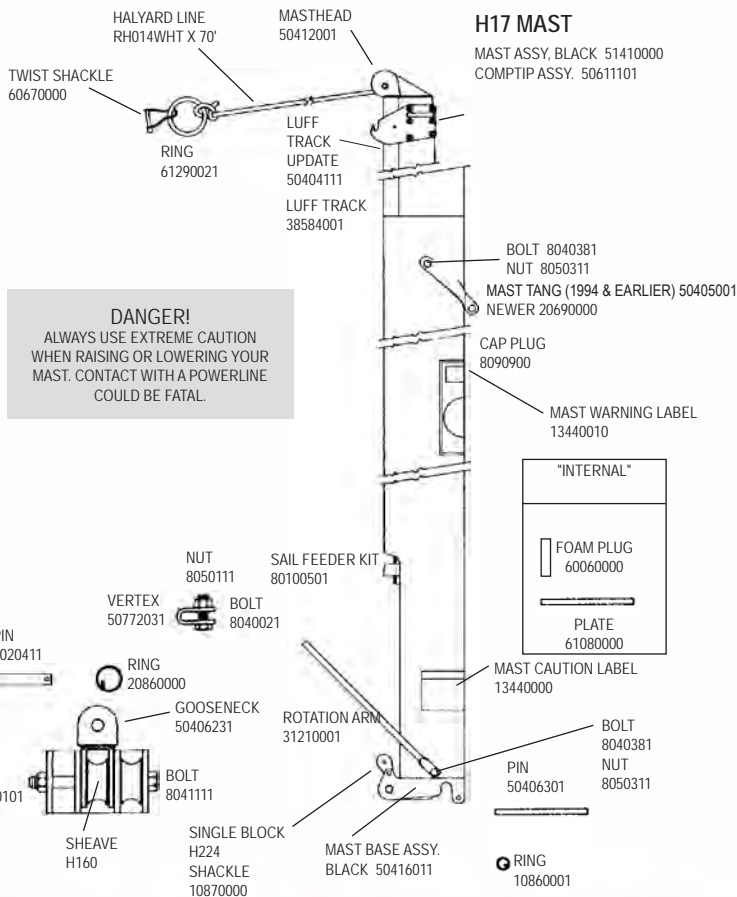 H17 MAST
MAST ASSY, BLACK 51410000
COMPTIP ASSY. 50611101
HALYARD LINE
RH014WHT X 70'
MASTHEAD
50412001
TWIST SHACKLE
60670000
RING
61290021
LUFF
TRACK
UPDATE
50404111
LUFF TRACK
38584001
BOLT 8040381
NUT 8050311
MAST TANG (1994 & EARLIER) 50405001
NEWER 20690000
DANGER!
ALWAYS USE EXTREME CAUTION
WHEN RAISING OR LOWERING YOUR
MAST. CONTACT WITH A POWERLINE
COULD BE FATAL.
CAP PLUG
8090900
MAST WARNING LABEL
13440010
"INTERNAL"
FOAM PLUG
60060000
PLATE
61080000
NUT
8050111
SAIL FEEDER KIT
80100501
VERTEX
50772031
BOLT
8040021
PIN
020411
RING
20860000
GOOSENECK
50406231
MAST CAUTION LABEL
13440000
ROTATION ARM
31210001
BOLT
8040381
NUT
8050311
PIN
50406301
0101
BOLT
8041111
SHEAVE
H160
SINGLE BLOCK
H224
SHACKLE
10870000
MAST BASE ASSY.
BLACK 50416011
RING
10860001